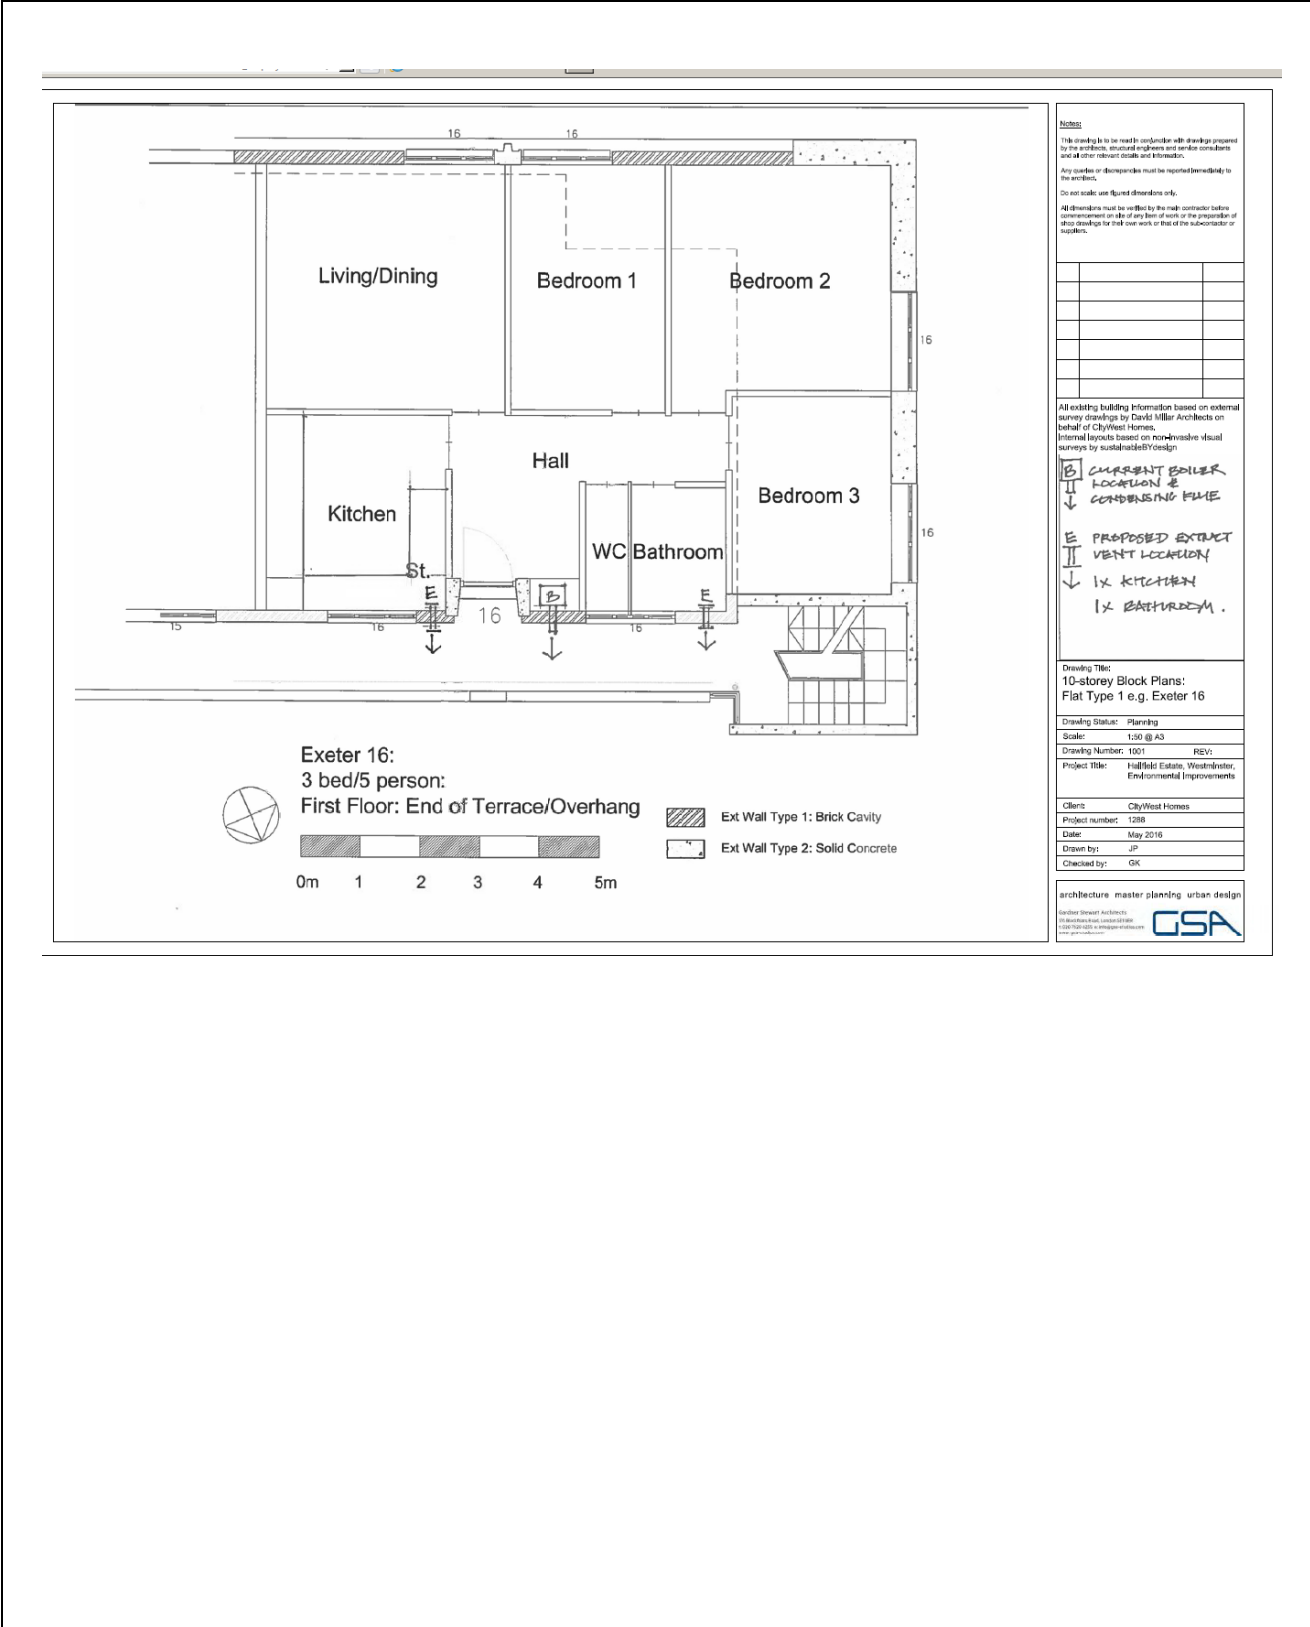 16
16
Living/Dining
Bedroom 1
Bedroom 2
16
Hall
Kitchen
Bedroom 3
16
WC
Bathroom
St.
E
B
E
15
16
16
16
Exeter 16:
3 bed/5 person:
First Floor: End of Terrace/Overhang
Ext Wall Type 1: Brick Cavity
Ext Wall Type 2: Solid Concrete
0m 1 2 3 4 5m
Notes:
This drawing is to be read in conjunction with drawings prepared
by the architects, structural engineers and service consultants
and all other relevant details and information.
Any queries or discrepancies must be reported immediately to
the architect.
Do not scale: use figured dimensions only.
All dimensions must be verified by the main contractor before
commencement on site of any item of work or the preparation of
shop drawings for their own work or that of the sub-contactor or
suppliers.
All existing building information based on external
survey drawings by David Millar Architects on
behalf of CityWest Homes.
Internal layouts based on non-invasive visual
surveys by sustainableBYdesign
B CURRENT BOILER
LOCATION &
CONDENSING FLUE
E PROPOSED EXTRACT
VENT LOCATION
1X KITCHEN
1X BATHROOM.
Drawing Title:
10-storey Block Plans:
Flat Type 1 e.g. Exeter 16
Drawing Status: Planning
Scale: 1:50 @ A3
Drawing Number: 1001 REV:
Project Title: Hallfield Estate, Westminster,
Environmental Improvements
Client: CityWest Homes
Project number: 1288
Date: May 2016
Drawn by: JP
Checked by: GK
architecture master planning urban design
Gardner Stewart Architects
GSA